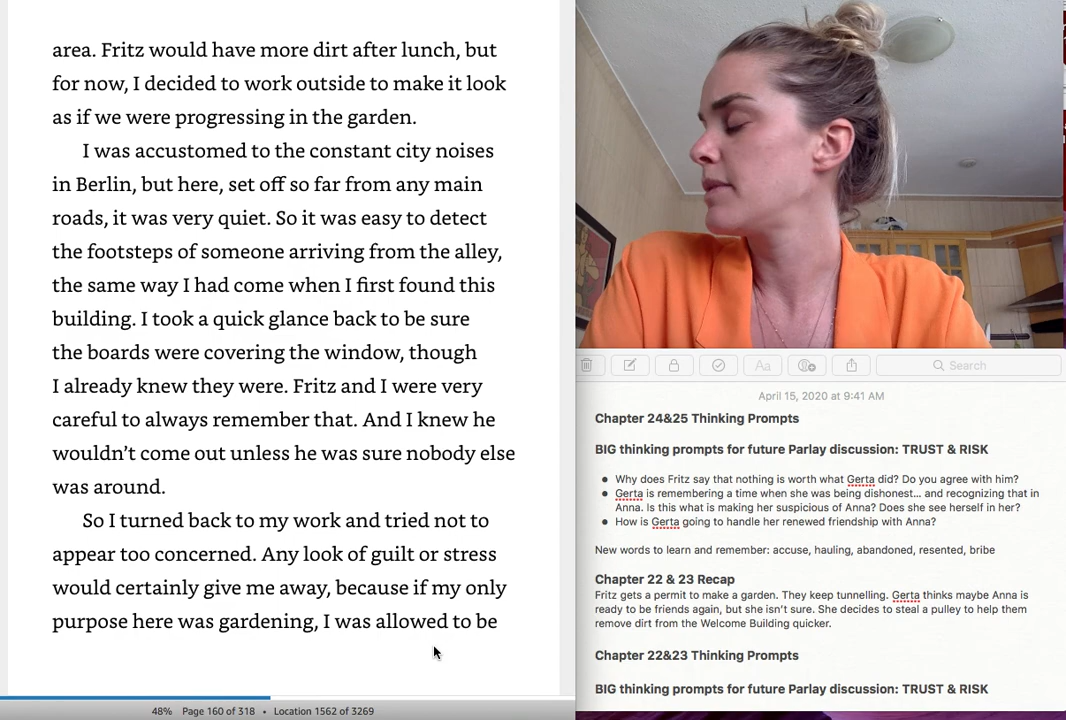 area. Fritz would have more dirt after lunch, but
for now, I decided to work outside to make it look
as if we were progressing in the garden.
I was accustomed to the constant city noises
in Berlin, but here, set off so far from any main
roads, it was very quiet. So it was easy to detect
the footsteps of someone arriving from the alley,
the same way I had come when I first found this
building. I took a quick glance back to be sure
the boards were covering the window, though
I already knew they were. Fritz and I were very
careful to always remember that. And I knew he
wouldn’t come out unless he was sure nobody else
was around.
So I turned back to my work and tried not to
appear too concerned. Any look of guilt or stress
would certainly give me away, because if my only
purpose here was gardening, I was allowed to be
48% Page 160 of 318 • Location 1562 of 3269
Aa
Search
April 15, 2020 at 9:41 AM
Chapter 24&25 Thinking Prompts
BIG thinking prompts for future Parlay discussion: TRUST & RISK
• Why does Fritz say that nothing is worth what Gerta did? Do you agree with him?
• Gerta is remembering a time when she was being dishonest... and recognizing that in
Anna. Is this what is making her suspicious of Anna? Does she see herself in her?
• How is Gerta going to handle her renewed friendship with Anna?
New words to learn and remember: accuse, hauling, abandoned, resented, bribe
Chapter 22 & 23 Recap
Fritz gets a permit to make a garden. They keep tunnelling. Gerta thinks maybe Anna is
ready to be friends again, but she isn’t sure. She decides to steal a pulley to help them
remove dirt from the Welcome Building quicker.
Chapter 22&23 Thinking Prompts
BIG thinking prompts for future Parlay discussion: TRUST & RISK